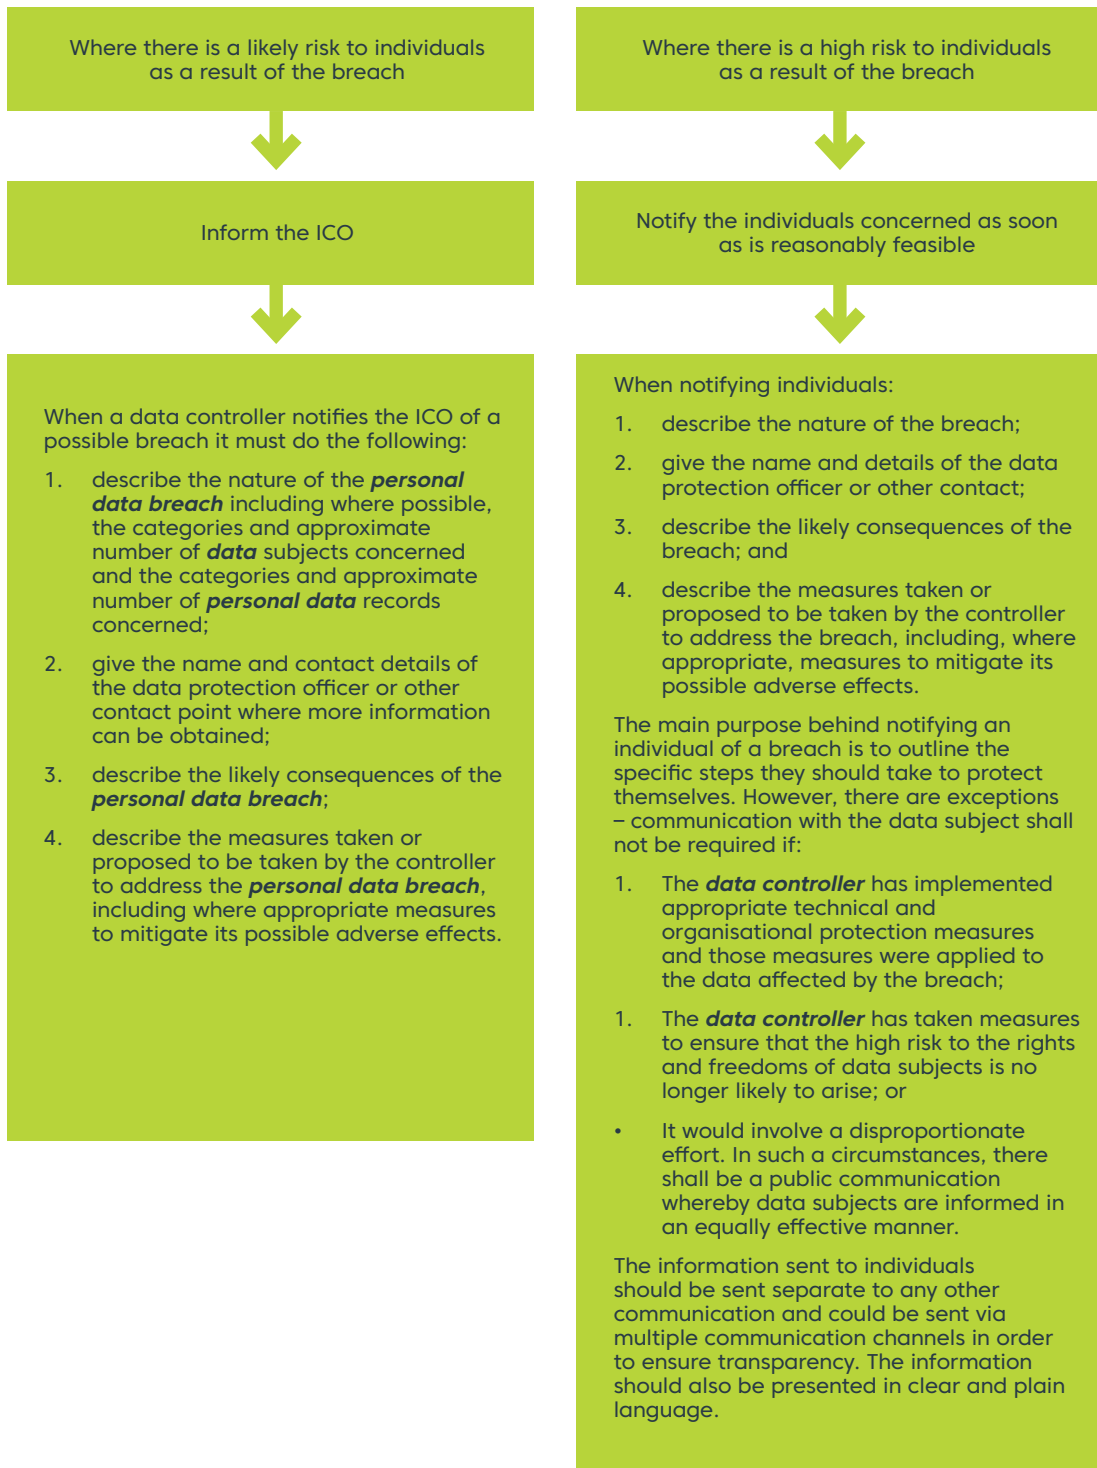 Where there is a likely risk to individuals
as a result of the breach
Inform the ICO
When a data controller notifies the ICO of a
possible breach it must do the following:
1. describe the nature of the personal
data breach including where possible,
the categories and approximate
number of data subjects concerned
and the categories and approximate
number of personal data records
concerned;
2. give the name and contact details of
the data protection officer or other
contact point where more information
can be obtained;
3. describe the likely consequences of the
personal data breach;
4. describe the measures taken or
proposed to be taken by the controller
to address the personal data breach,
including where appropriate measures
to mitigate its possible adverse effects.
Where there is a high risk to individuals
as a result of the breach
Notify the individuals concerned as soon
as is reasonably feasible
When notifying individuals:
1. describe the nature of the breach;
2. give the name and details of the data
protection officer or other contact;
3. describe the likely consequences of the
breach; and
4. describe the measures taken or
proposed to be taken by the controller
to address the breach, including, where
appropriate, measures to mitigate its
possible adverse effects.
The main purpose behind notifying an
individual of a breach is to outline the
specific steps they should take to protect
themselves. However, there are exceptions
– communication with the data subject shall
not be required if:
1. The data controller has implemented
appropriate technical and
organisational protection measures
and those measures were applied to
the data affected by the breach;
1. The data controller has taken measures
to ensure that the high risk to the rights
and freedoms of data subjects is no
longer likely to arise; or
• It would involve a disproportionate
effort. In such a circumstances, there
shall be a public communication
whereby data subjects are informed in
an equally effective manner.
The information sent to individuals
should be sent separate to any other
communication and could be sent via
multiple communication channels in order
to ensure transparency. The information
should also be presented in clear and plain
language.